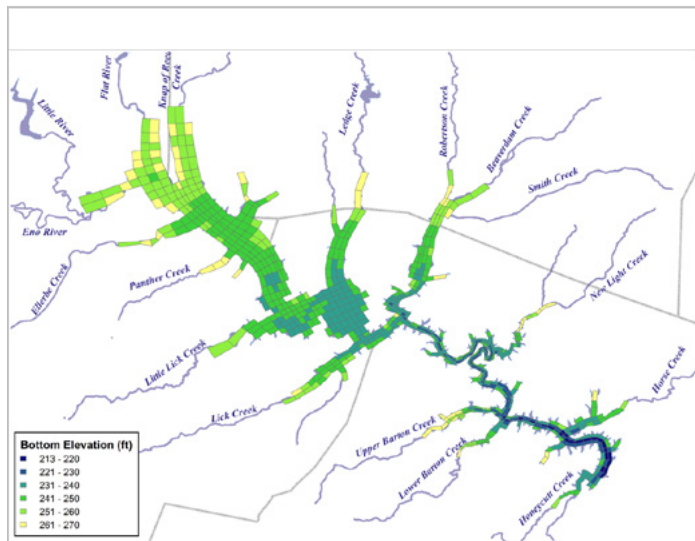 Flat River
Knap of Reeds
Creek
Little River
Ledge Creek
Robertson Creek
Beaverdam Creek
Smith Creek
Eno River
Ellerbe Creek
Panther Creek
New Light Creek
Little Lick Creek
Horse Creek
Lick Creek
Upper Barton Creek
Lower Barton Creek
Honeycutt Creek
Bottom Elevation (ft)
213 - 220
221 - 230
231 - 240
241 - 250
251 - 260
261 - 270